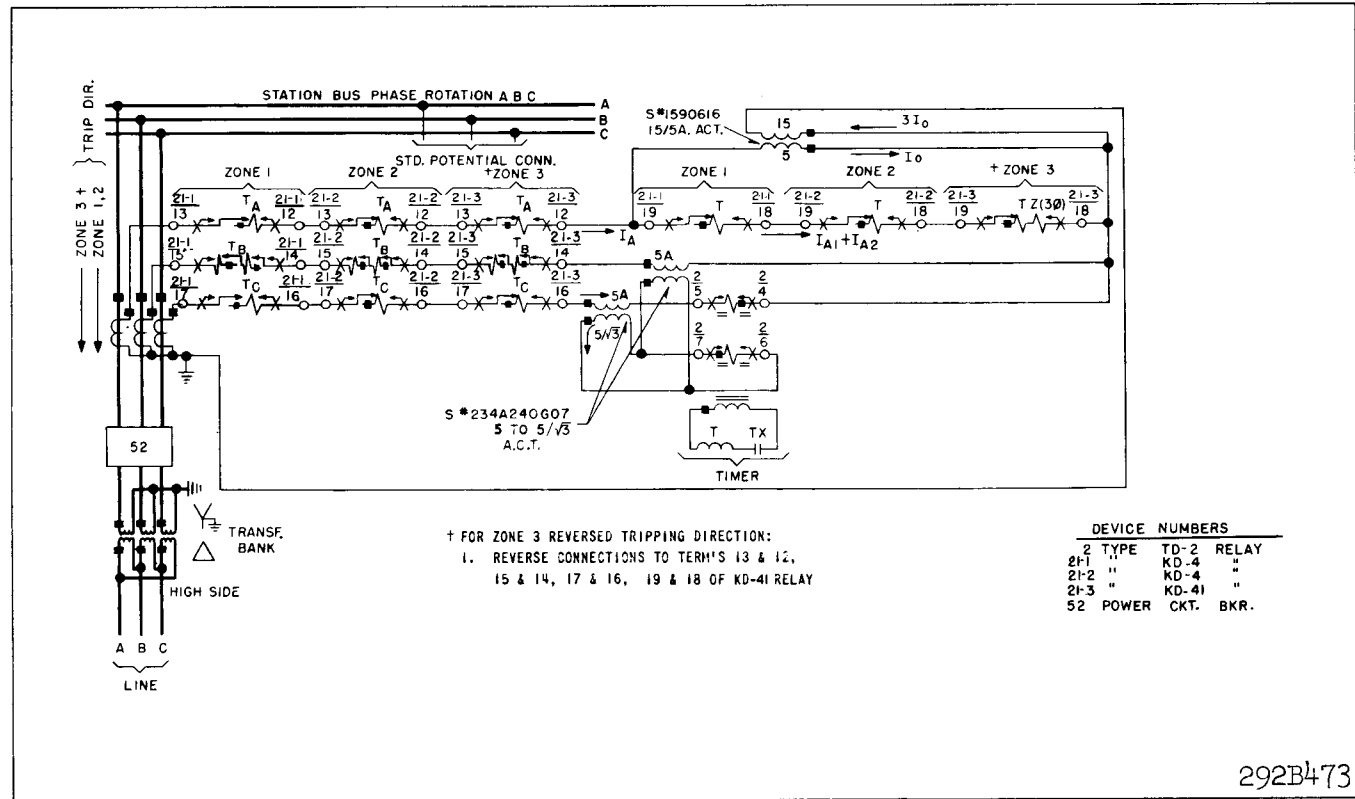 TRIP DIR.
ZONE 3 +
ZONE 1, 2
STATION BUS PHASE ROTATION A B C
A
B
C
STD. POTENTIAL CONN.
ZONE 1
ZONE 2
+ZONE 3
S#1590616
15/5A. ACT.
15
5
3I0
I0
ZONE 1
ZONE 2
+ ZONE 3
21-1 TA 21-1 21-2 TA 21-2 21-3 TA 21-3
13 12 13 12 13 12
IA
21-1 T 21-1 21-2 T 21-2 21-3 T Z(3Ø) 21-3
19 18 19 18 19 18
IA1+IA2
21-1 TB 21-1 21-2 TB 21-2 21-3 TB 21-3
15 14 15 14 15 14
5A
21-1 TC 21-1 21-2 TC 21-2 21-3 TC 21-3
17 16 17 16 17 16
5A
2 2
5 4
5/√3
2 2
7 6
S #234A240G07
5 TO 5/√3
A.C.T.
T TX
TIMER
52
TRANSF.
BANK
HIGH SIDE
A B C
LINE
† FOR ZONE 3 REVERSED TRIPPING DIRECTION:
1. REVERSE CONNECTIONS TO TERM'S 13 & 12,
15 & 14, 17 & 16, 19 & 18 OF KD-41 RELAY
DEVICE NUMBERS
2 TYPE TD-2 RELAY
21-1 " KD-4 "
21-2 " KD-4 "
21-3 " KD-41 "
52 POWER CKT. BKR.
292B473